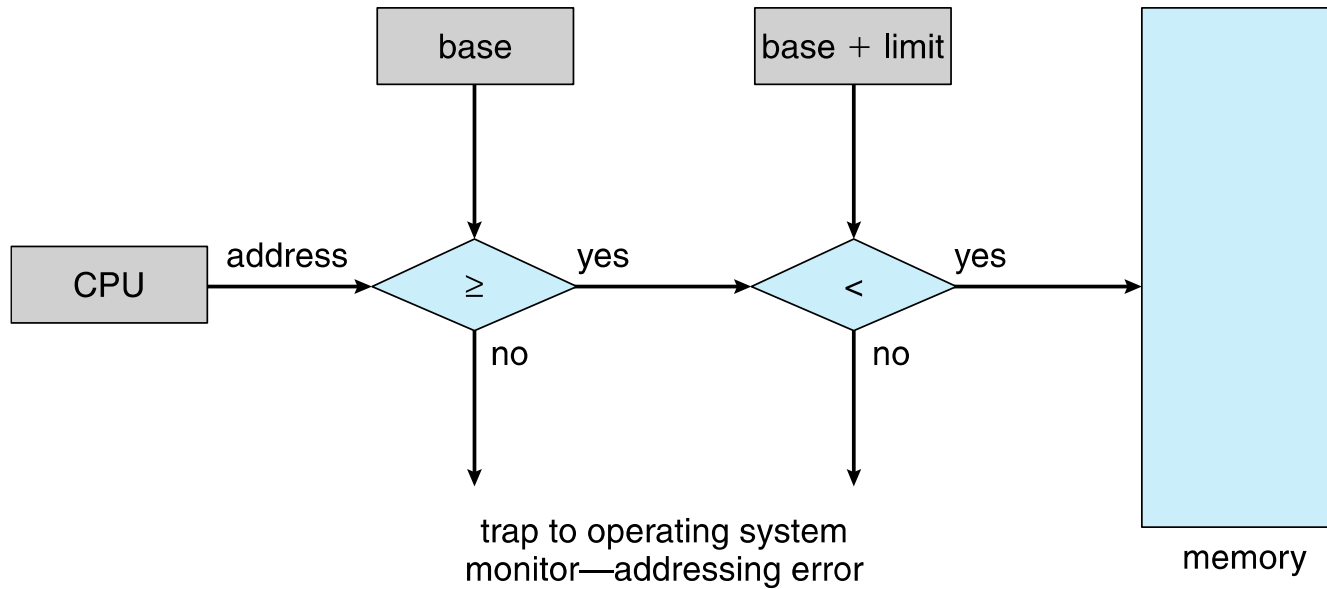 base
base + limit
CPU
address
≥
yes
<
yes
no
no
trap to operating system
monitor—addressing error
memory